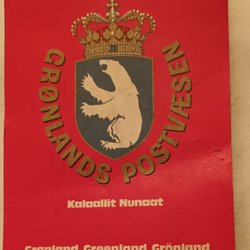 GRØNLANDS POSTVÆSEN
Kalaallit Nunaat
Grønland Greenland Grönland